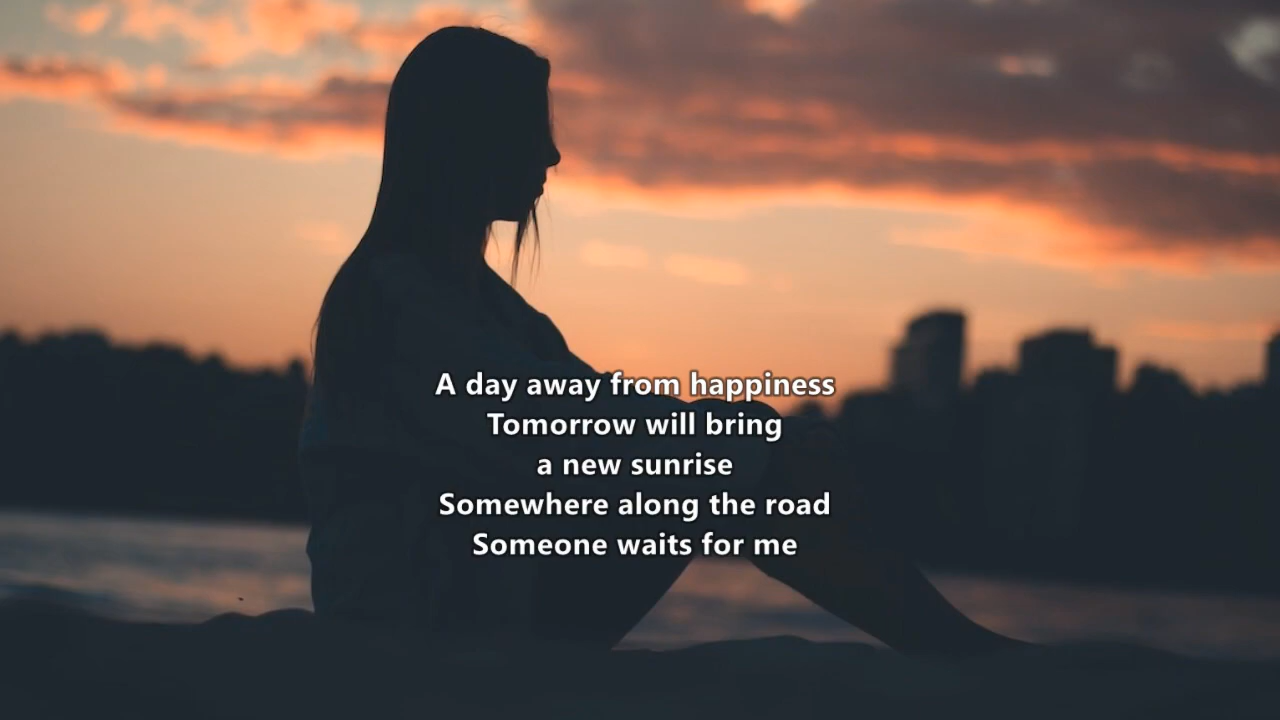 A day away from happiness
Tomorrow will bring
a new sunrise
Somewhere along the road
Someone waits for me